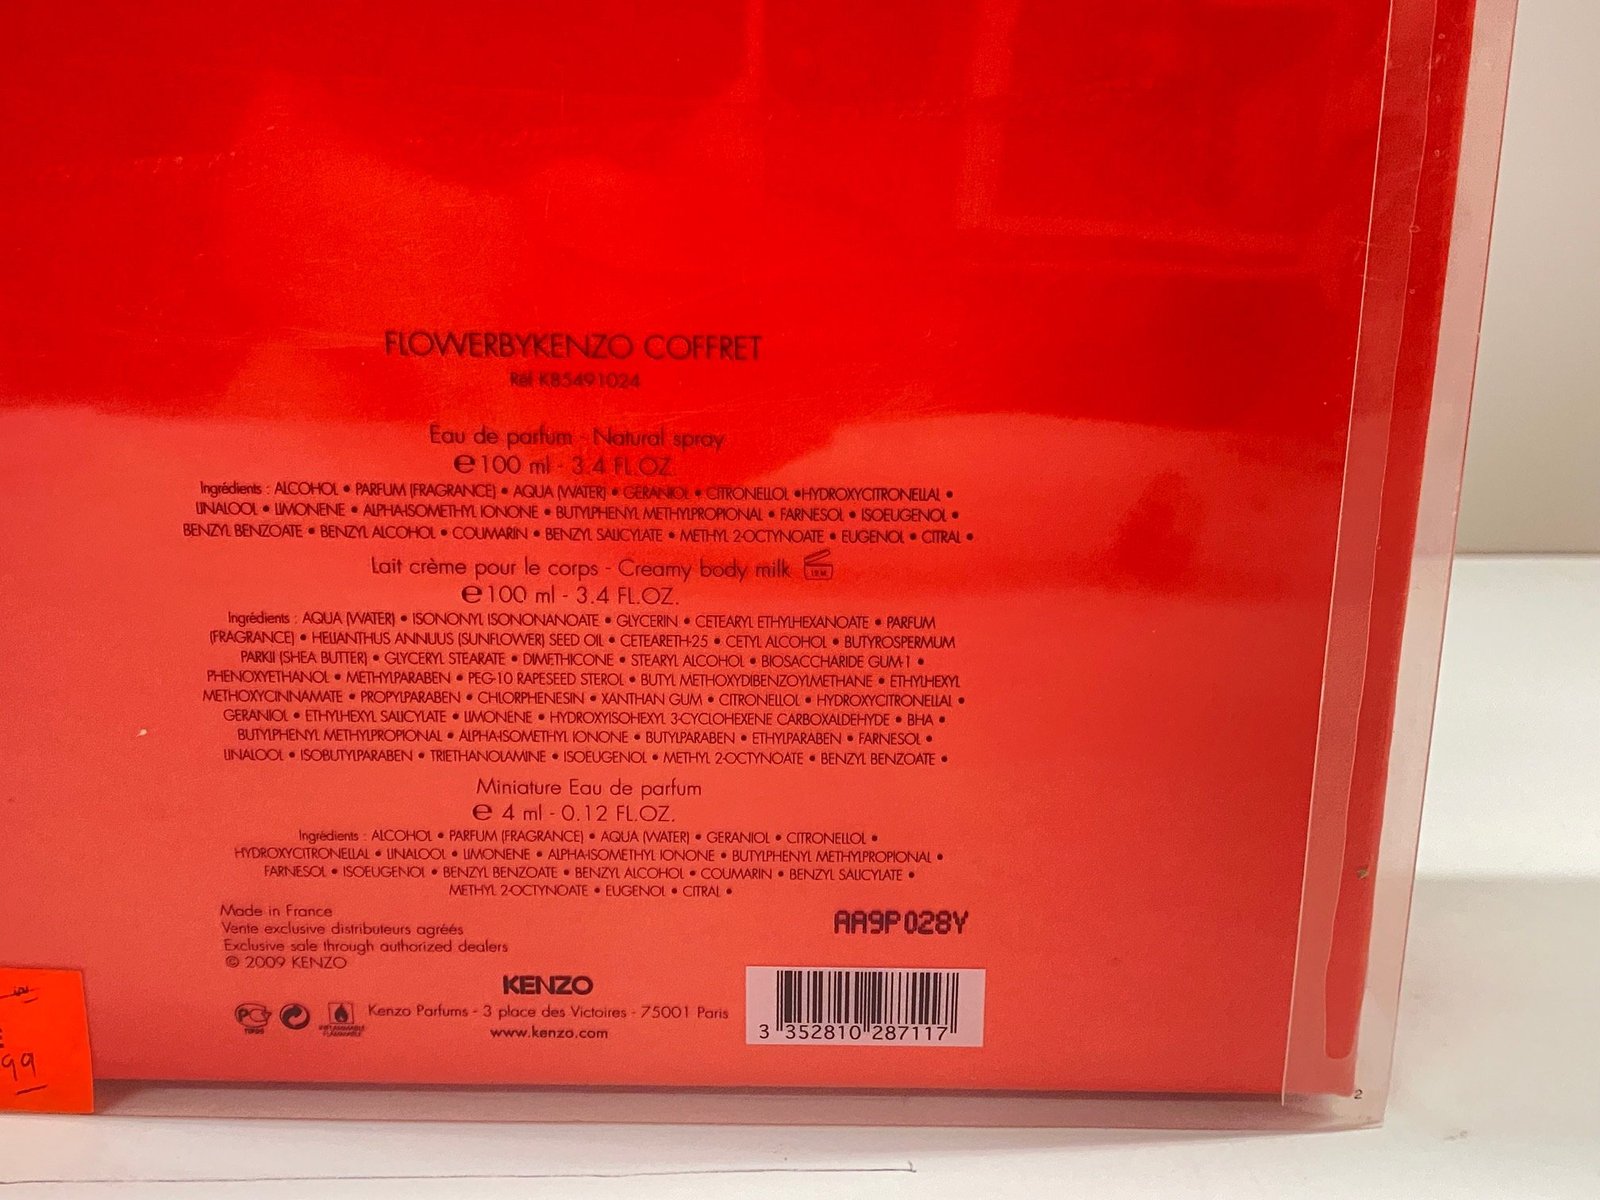 FLOWERBYKENZO COFFRET
Réf KB5491024
Eau de parfum - Natural spray
℮ 100 ml - 3.4 FL.OZ.
Ingrédients : ALCOHOL • PARFUM (FRAGRANCE) • AQUA (WATER) • GERANIOL • CITRONELLOL • HYDROXYCITRONELLAL •
LINALOOL • LIMONENE • ALPHA-ISOMETHYL IONONE • BUTYLPHENYL METHYLPROPIONAL • FARNESOL • ISOEUGENOL •
BENZYL BENZOATE • BENZYL ALCOHOL • COUMARIN • BENZYL SALICYLATE • METHYL 2-OCTYNOATE • EUGENOL • CITRAL •
Lait crème pour le corps - Creamy body milk
℮ 100 ml - 3.4 FL.OZ.
Ingrédients : AQUA (WATER) • ISONONYL ISONONANOATE • GLYCERIN • CETEARYL ETHYLHEXANOATE • PARFUM
(FRAGRANCE) • HELIANTHUS ANNUUS (SUNFLOWER) SEED OIL • CETEARETH-25 • CETYL ALCOHOL • BUTYROSPERMUM
PARKII (SHEA BUTTER) • GLYCERYL STEARATE • DIMETHICONE • STEARYL ALCOHOL • BIOSACCHARIDE GUM-1 •
PHENOXYETHANOL • METHYLPARABEN • PEG-10 RAPESEED STEROL • BUTYL METHOXYDIBENZOYLMETHANE • ETHYLHEXYL
METHOXYCINNAMATE • PROPYLPARABEN • CHLORPHENESIN • XANTHAN GUM • CITRONELLOL • HYDROXYCITRONELLAL •
GERANIOL • ETHYLHEXYL SALICYLATE • LIMONENE • HYDROXYISOHEXYL 3-CYCLOHEXENE CARBOXALDEHYDE • BHA •
BUTYLPHENYL METHYLPROPIONAL • ALPHA-ISOMETHYL IONONE • BUTYLPARABEN • ETHYLPARABEN • FARNESOL •
LINALOOL • ISOBUTYLPARABEN • TRIETHANOLAMINE • ISOEUGENOL • METHYL 2-OCTYNOATE • BENZYL BENZOATE •
Miniature Eau de parfum
℮ 4 ml - 0.12 FL.OZ.
Ingrédients : ALCOHOL • PARFUM (FRAGRANCE) • AQUA (WATER) • GERANIOL • CITRONELLOL •
HYDROXYCITRONELLAL • LINALOOL • LIMONENE • ALPHA-ISOMETHYL IONONE • BUTYLPHENYL METHYLPROPIONAL •
FARNESOL • ISOEUGENOL • BENZYL BENZOATE • BENZYL ALCOHOL • COUMARIN • BENZYL SALICYLATE •
METHYL 2-OCTYNOATE • EUGENOL • CITRAL •
Made in France
Vente exclusive distributeurs agréés
Exclusive sale through authorized dealers
© 2009 KENZO
AA9P028Y
KENZO
Kenzo Parfums - 3 place des Victoires - 75001 Paris
www.kenzo.com
3 352810 287117
99
2